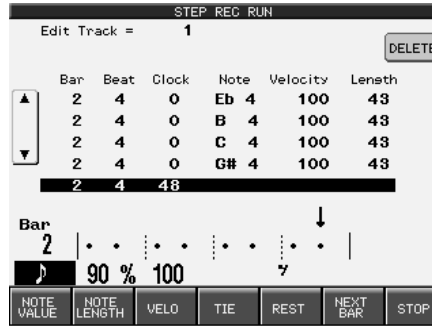 STEP REC RUN
Edit Track = 1
DELETE
Bar Beat Clock Note Velocity Length
2 4 0 Eb 4 100 43
2 4 0 B 4 100 43
2 4 0 C 4 100 43
2 4 0 G# 4 100 43
2 4 48
Bar
2
90 % 100
NOTE VALUE NOTE LENGTH VELO TIE REST NEXT BAR STOP